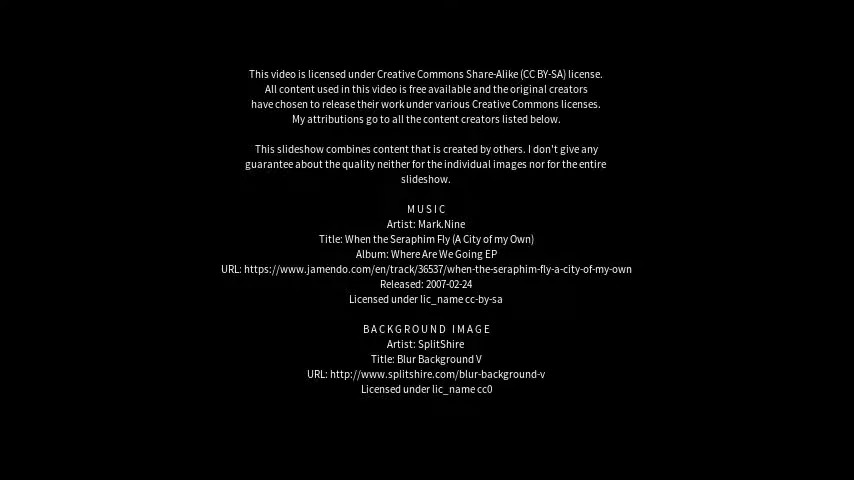 This video is licensed under Creative Commons Share-Alike (CC BY-SA) license.
All content used in this video is free available and the original creators
have chosen to release their work under various Creative Commons licenses.
My attributions go to all the content creators listed below.
This slideshow combines content that is created by others. I don't give any
guarantee about the quality neither for the individual images nor for the entire
slideshow.
MUSIC
Artist: Mark.Nine
Title: When the Seraphim Fly (A City of my Own)
Album: Where Are We Going EP
URL: https://www.jamendo.com/en/track/36537/when-the-seraphim-fly-a-city-of-my-own
Released: 2007-02-24
Licensed under lic_name cc-by-sa
BACKGROUND IMAGE
Artist: SplitShire
Title: Blur Background V
URL: http://www.splitshire.com/blur-background-v
Licensed under lic_name cc0